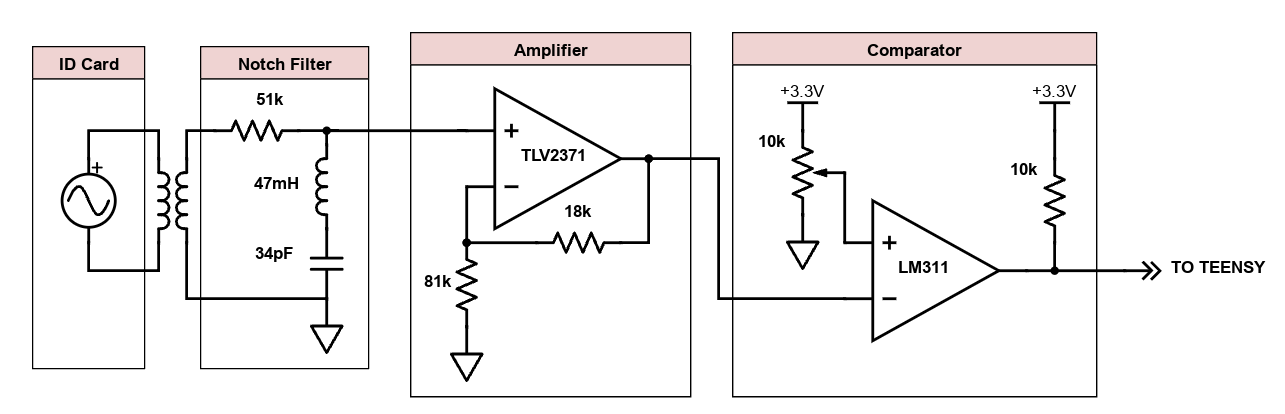 ID Card
Notch Filter
Amplifier
Comparator
51k
47mH
34pF
+
+
TLV2371
−
18k
81k
+3.3V
10k
+3.3V
10k
+
LM311
−
TO TEENSY